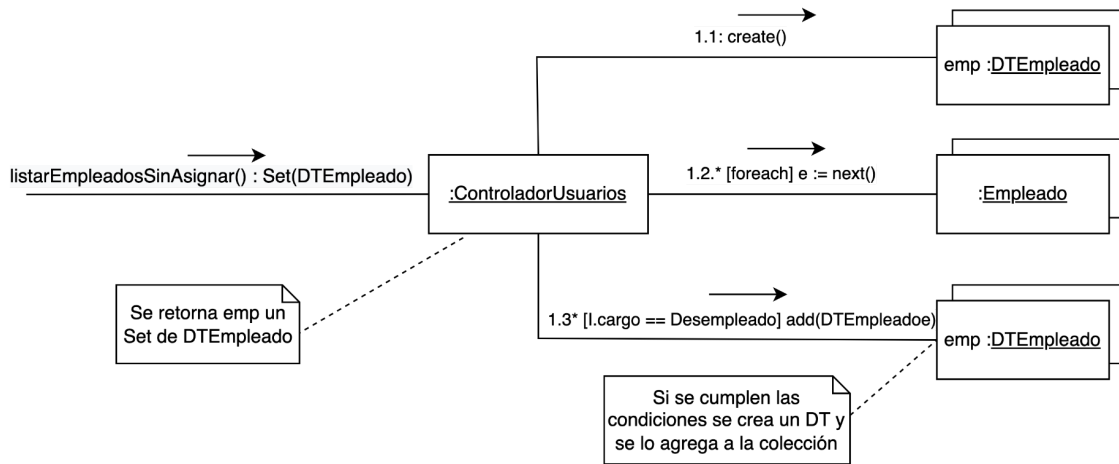 1.1: create()
emp :DTEmpleado
listarEmpleadosSinAsignar() : Set(DTEmpleado)
:ControladorUsuarios
1.2.* [foreach] e := next()
:Empleado
Se retorna emp un
Set de DTEmpleado
1.3* [I.cargo == Desempleado] add(DTEmpleadoe)
emp :DTEmpleado
Si se cumplen las
condiciones se crea un DT y
se lo agrega a la colección